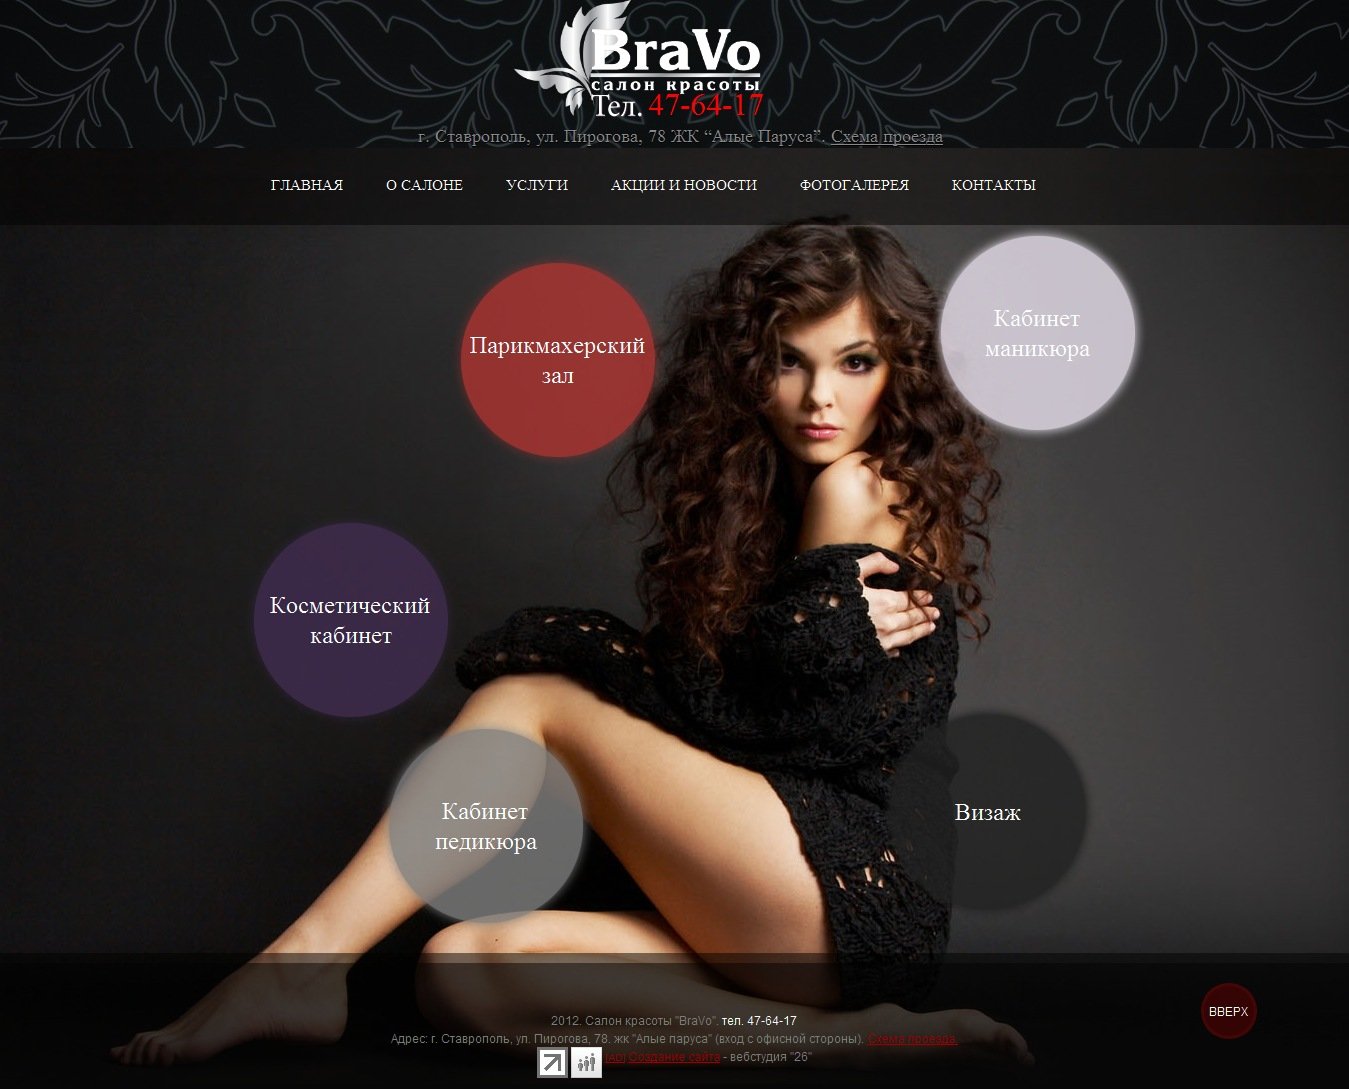 BraVo
салон красоты
Тел. 47-64-17
г. Ставрополь, ул. Пирогова, 78 ЖК “Алые Паруса”. Схема проезда
ГЛАВНАЯ О САЛОНЕ УСЛУГИ АКЦИИ И НОВОСТИ ФОТОГАЛЕРЕЯ КОНТАКТЫ
Кабинет
маникюра
Парикмахерский
зал
Косметический
кабинет
Кабинет
педикюра
Визаж
ВВЕРХ
2012. Салон красоты "BraVo". тел. 47-64-17
Адрес: г. Ставрополь, ул. Пирогова, 78. жк "Алые паруса" (вход с офисной стороны). Схема проезда.
Создание сайта - вебстудия "26"